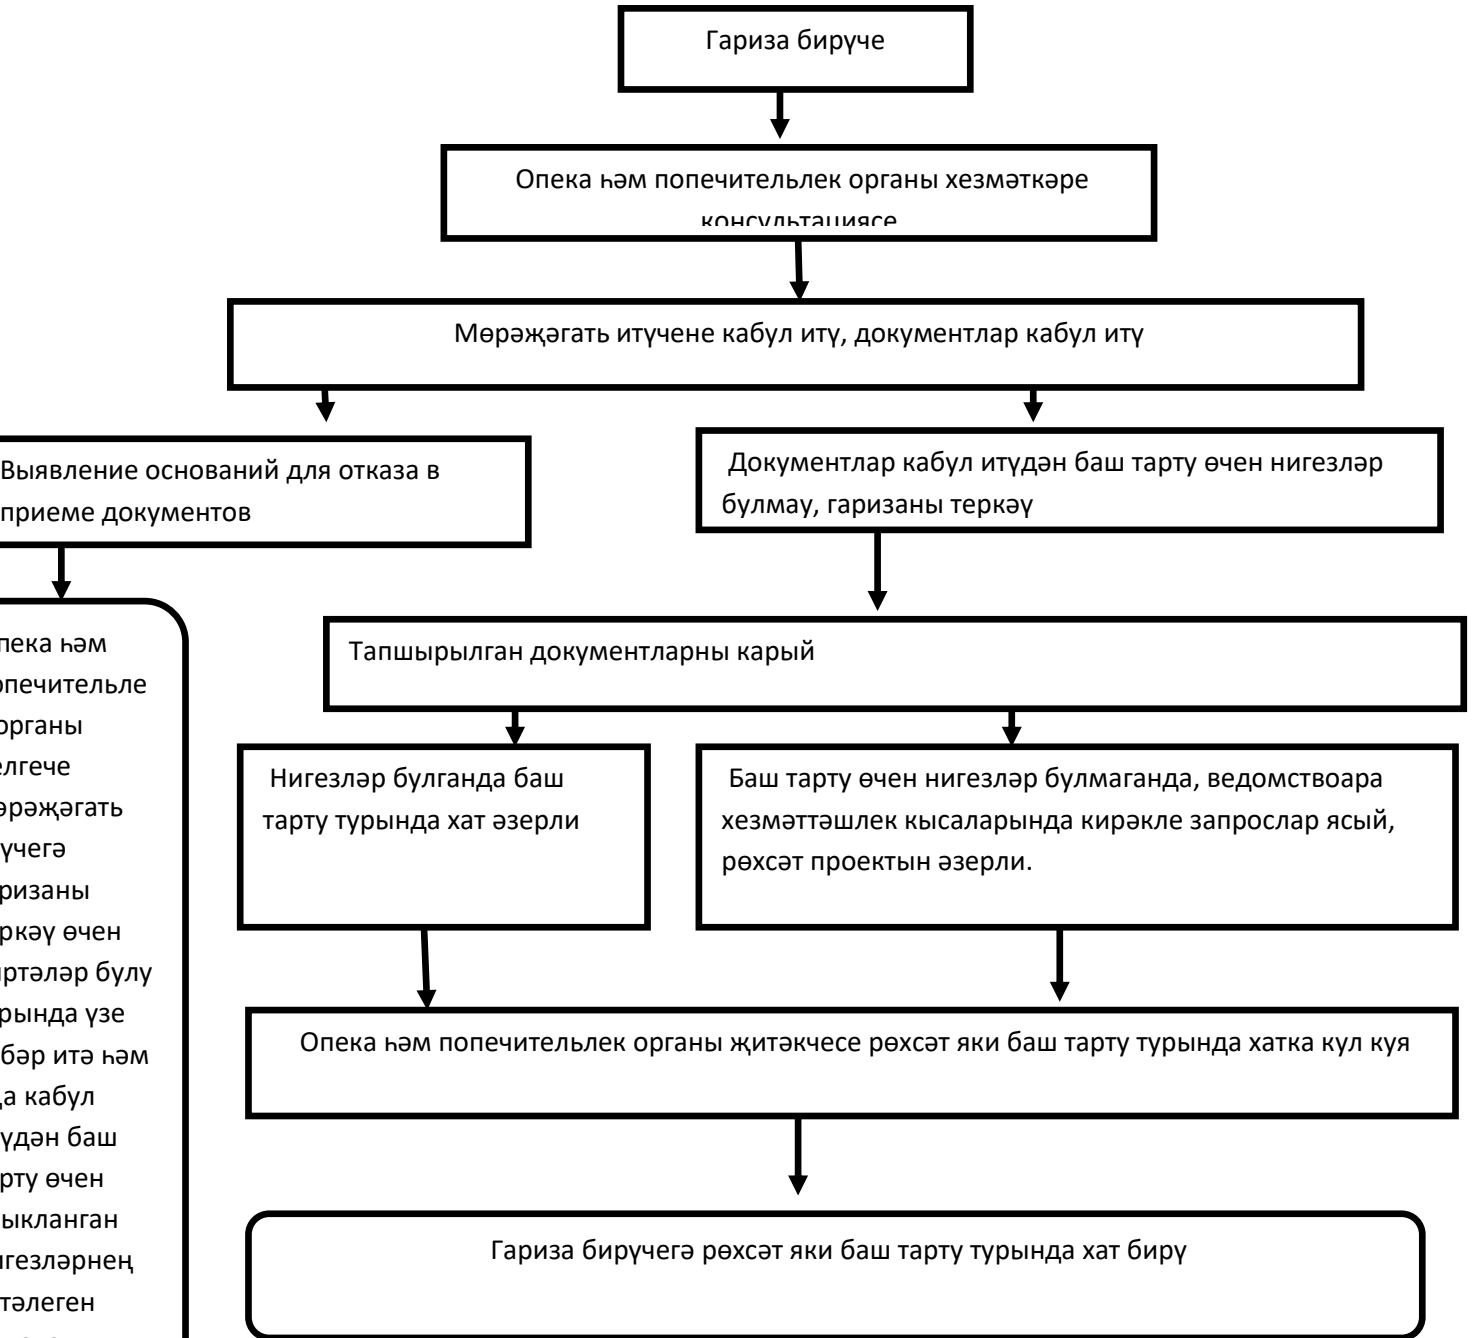 Гариза бирүче
Опека һәм попечительлек органы хезмәткәре
консультациясе
Мөрәҗәгать итүчене кабул итү, документлар кабул итү
Выявление оснований для отказа в
приеме документов
Документлар кабул итүдән баш тарту өчен нигезләр
булмау, гаризаны теркәү
пека һәм
опечительле
органы
елгече
өрәҗәгать
үчегә
ризаны
ркәү өчен
ртәләр булу
рында үзе
бәр итә һәм
а кабул
үдән баш
рту өчен
ыкланган
гезләрнең
тәлеген
Тапшырылган документларны карый
Нигезләр булганда баш
тарту турында хат әзерли
Баш тарту өчен нигезләр булмаганда, ведомствоара
хезмәттәшлек кысаларында кирәкле запрослар ясый,
рөхсәт проектын әзерли.
Опека һәм попечительлек органы җитәкчесе рөхсәт яки баш тарту турында хатка кул куя
Гариза бирүчегә рөхсәт яки баш тарту турында хат бирү